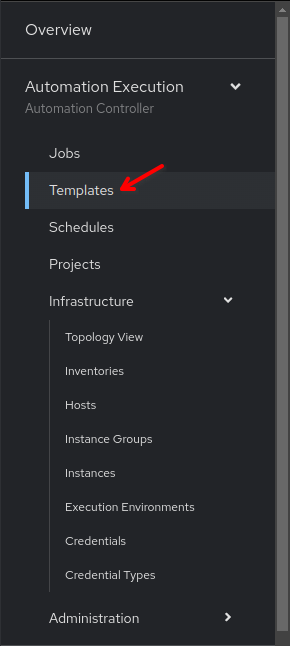 Overview
Automation Execution
Automation Controller
Jobs
Templates
Schedules
Projects
Infrastructure
Topology View
Inventories
Hosts
Instance Groups
Instances
Execution Environments
Credentials
Credential Types
Administration